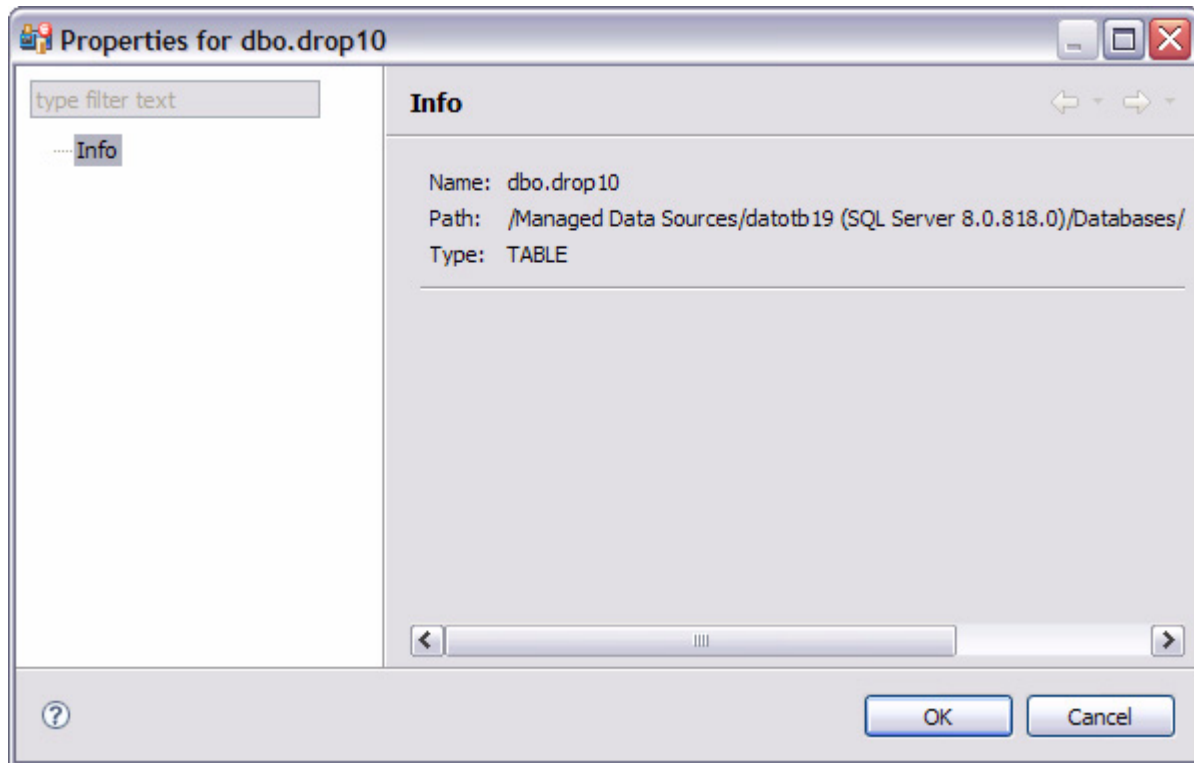 Properties for dbo.drop10
type filter text
Info
Info
Name: dbo.drop10
Path: /Managed Data Sources/datotb19 (SQL Server 8.0.818.0)/Databases/
Type: TABLE
?
OK
Cancel